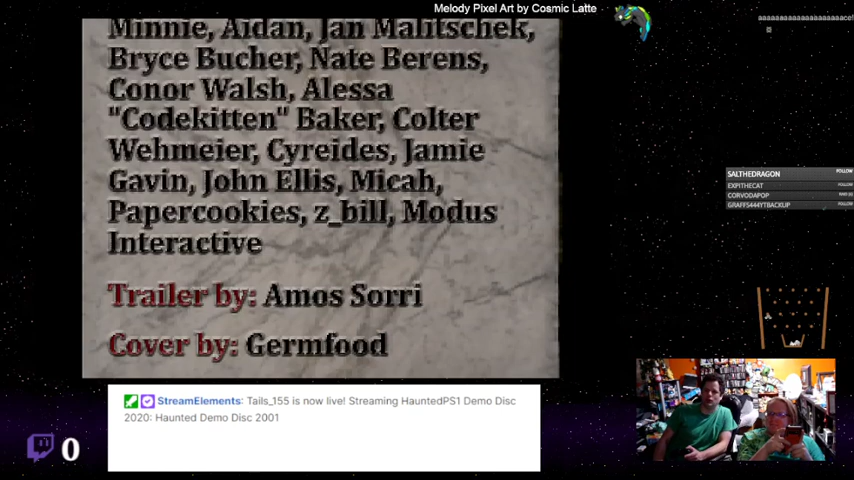 Melody Pixel Art by Cosmic Latte
Minnie, Aidan, Jan Malitschek,
Bryce Bucher, Nate Berens,
Conor Walsh, Alessa
"Codekitten" Baker, Colter
Wehmeier, Cyreides, Jamie
Gavin, John Ellis, Micah,
Papercookies, z_bill, Modus
Interactive
Trailer by: Amos Sorri
Cover by: Germfood
StreamElements: Tails_155 is now live! Streaming HauntedPS1 Demo Disc
2020: Haunted Demo Disc 2001
0
SALTHEDRAGON FOLLOW
EXPITHECAT FOLLOW
CORVODAPOP
GRAFFS444YTBACKUP FOLLOW